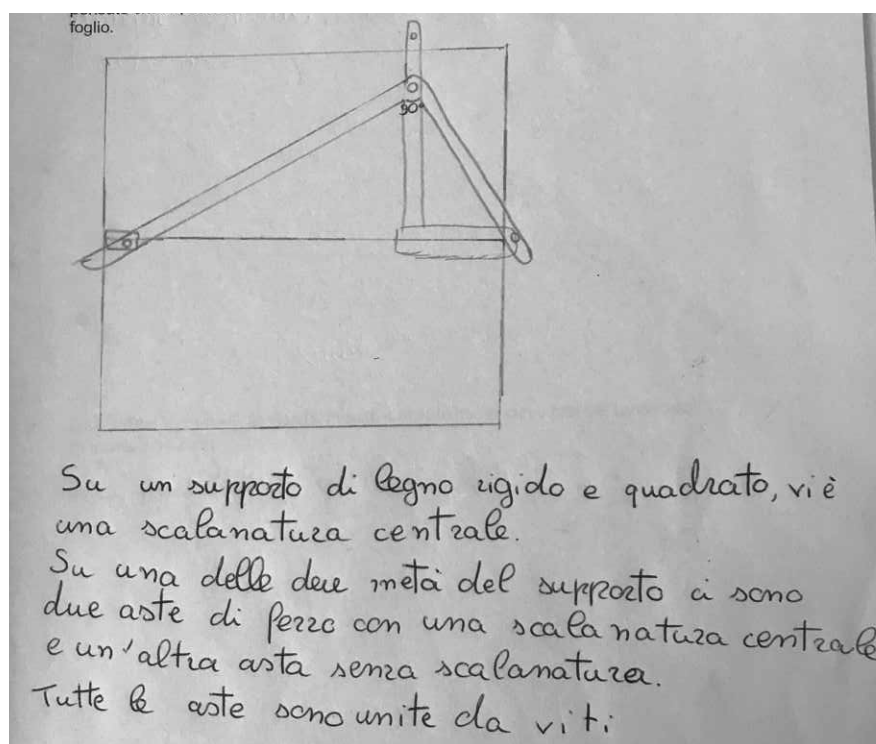 foglio.
90°
Su un supporto di legno rigido e quadrato, vi è
una scalanatura centrale.
Su una delle due metà del supporto ci sono
due aste di ferro con una scalanatura centrale
e un'altra asta senza scalanatura.
Tutte le aste sono unite da viti